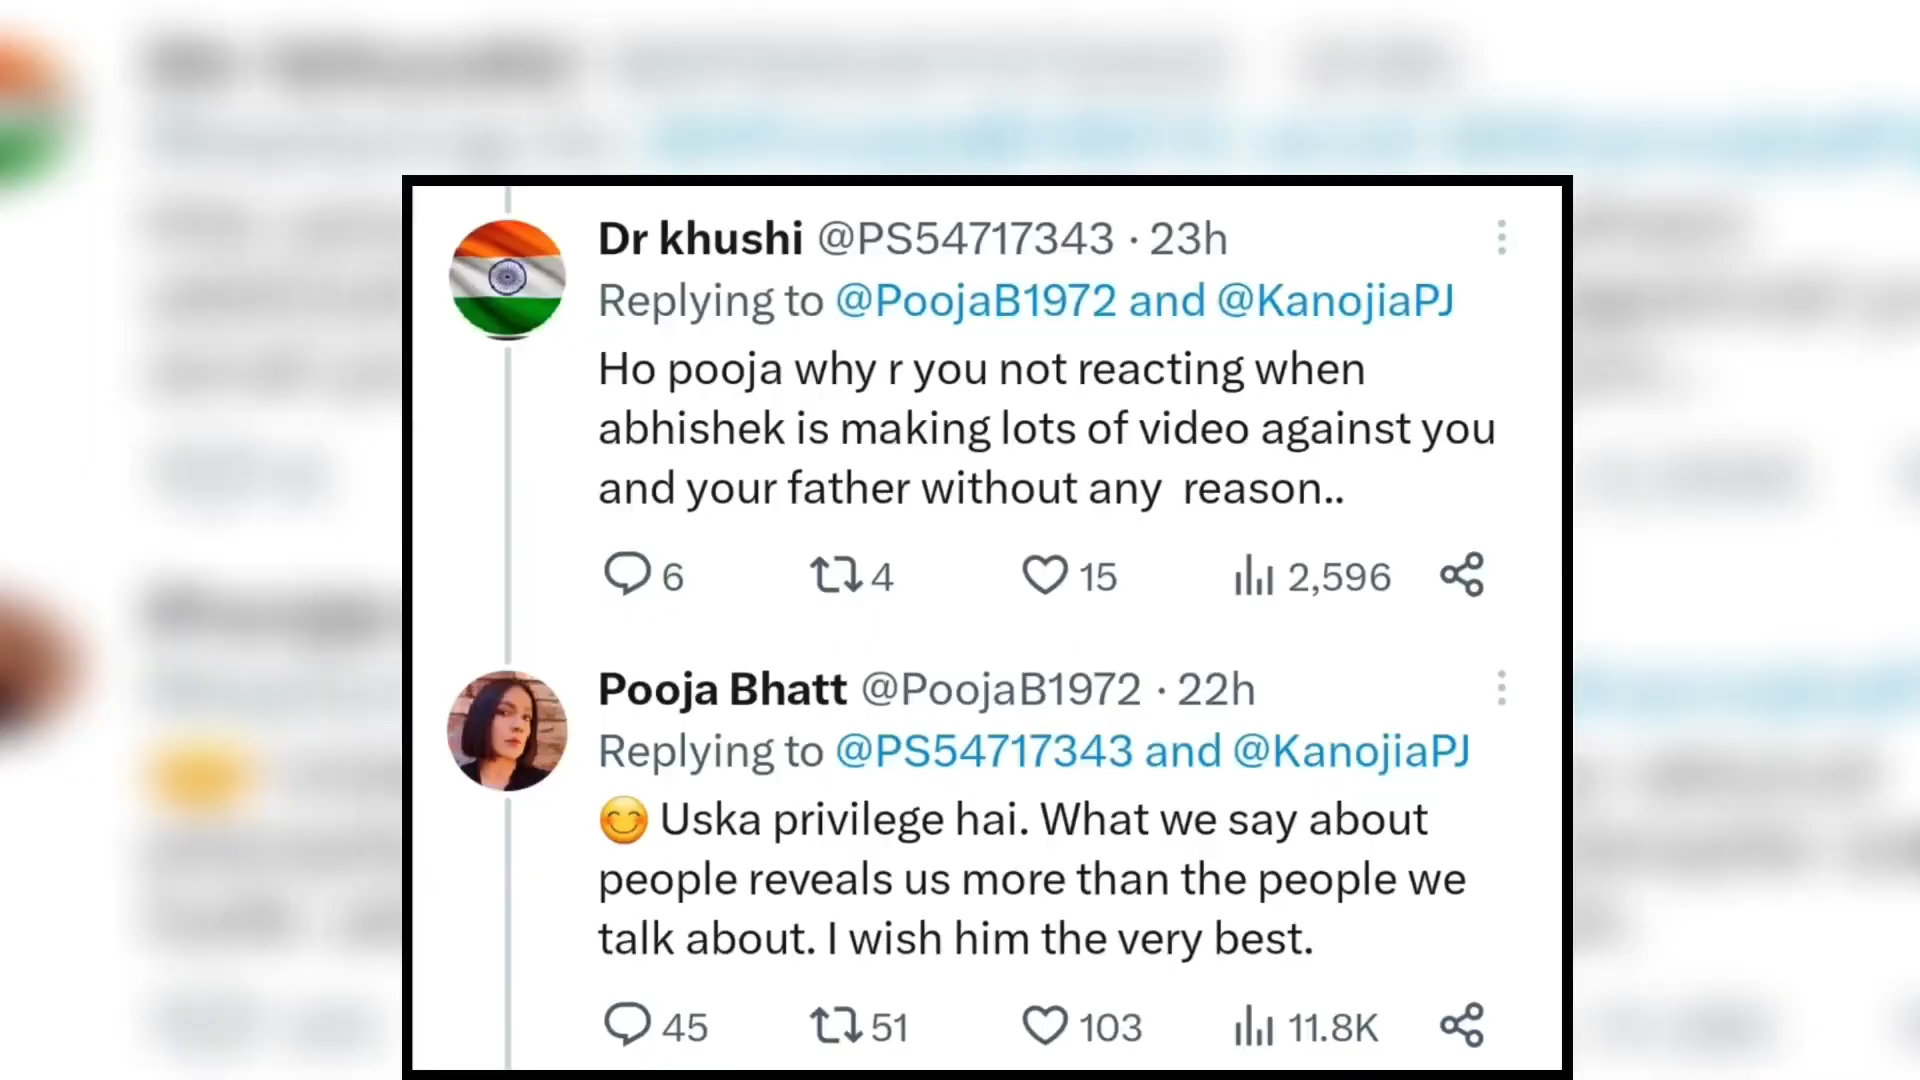 Dr khushi @PS54717343 · 23h
Replying to @PoojaB1972 and @KanojiaPJ
Ho pooja why r you not reacting when
abhishek is making lots of video against you
and your father without any reason..
6 4 15 2,596
Pooja Bhatt @PoojaB1972 · 22h
Replying to @PS54717343 and @KanojiaPJ
😊 Uska privilege hai. What we say about
people reveals us more than the people we
talk about. I wish him the very best.
45 51 103 11.8K